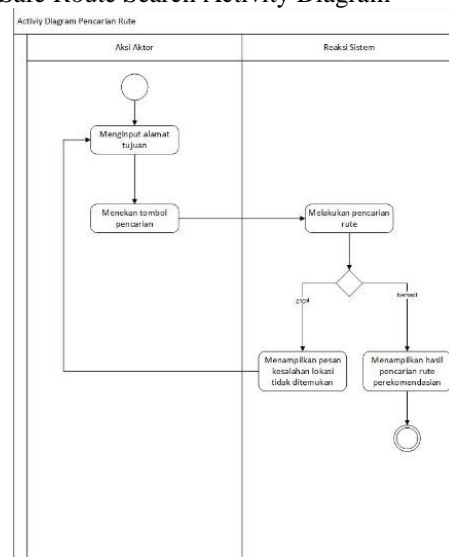 Safe Route Search Activity Diagram
Activiy Diagram Pencarian Rute
Aksi Aktor
Reaksi Sistem
Menginput alamat
tujuan
Menekan tombol
pencarian
Melakukan pencarian
rute
gagal
berhasil
Menampilkan pesan
kesalahan lokasi
tidak ditemukan
Menampilkan hasil
pencarian rute
perekomendasian